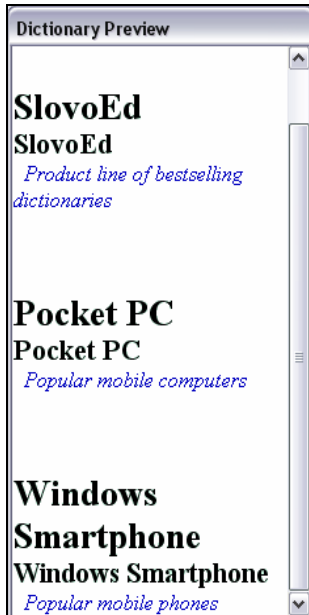 Dictionary Preview
SlovoEd
SlovoEd
Product line of bestselling
dictionaries
Pocket PC
Pocket PC
Popular mobile computers
Windows
Smartphone
Windows Smartphone
Popular mobile phones